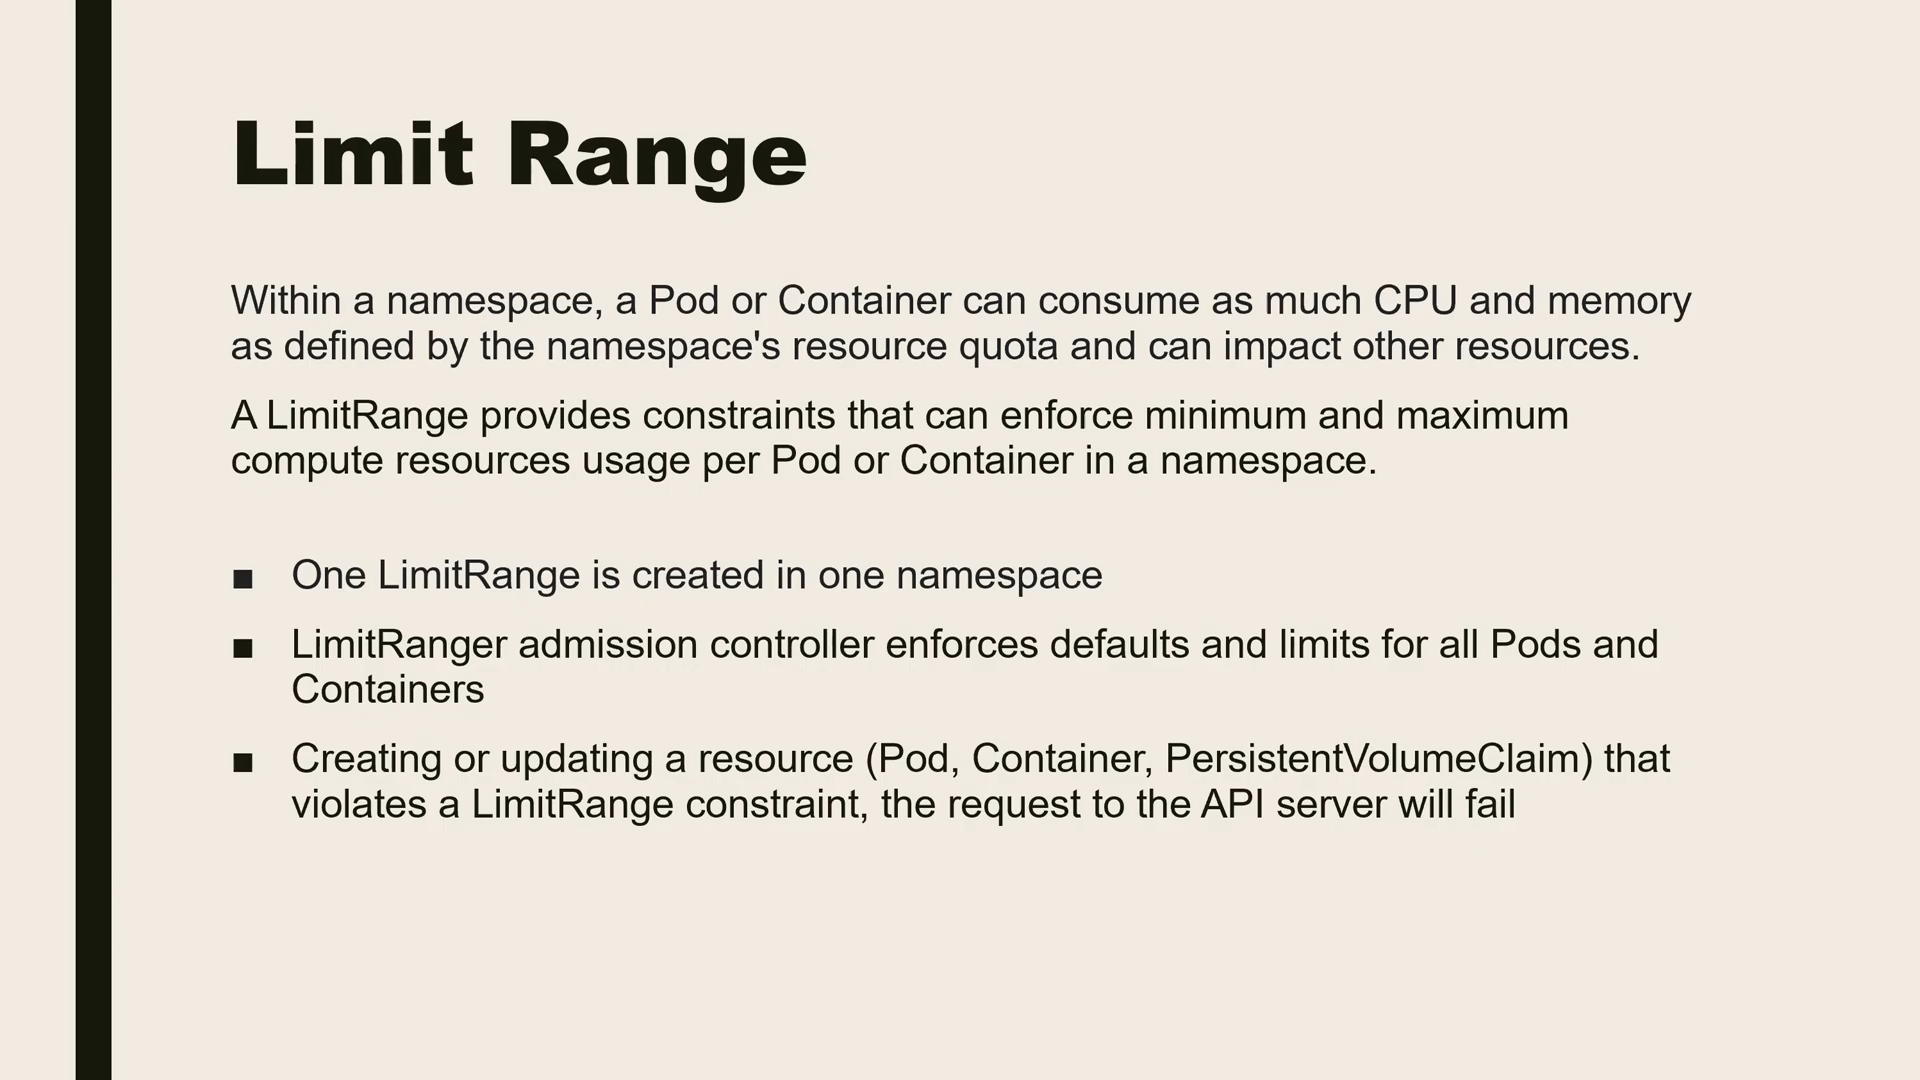 Limit Range
Within a namespace, a Pod or Container can consume as much CPU and memory
as defined by the namespace's resource quota and can impact other resources.
A LimitRange provides constraints that can enforce minimum and maximum
compute resources usage per Pod or Container in a namespace.
■ One LimitRange is created in one namespace
■ LimitRanger admission controller enforces defaults and limits for all Pods and
Containers
■ Creating or updating a resource (Pod, Container, PersistentVolumeClaim) that
violates a LimitRange constraint, the request to the API server will fail